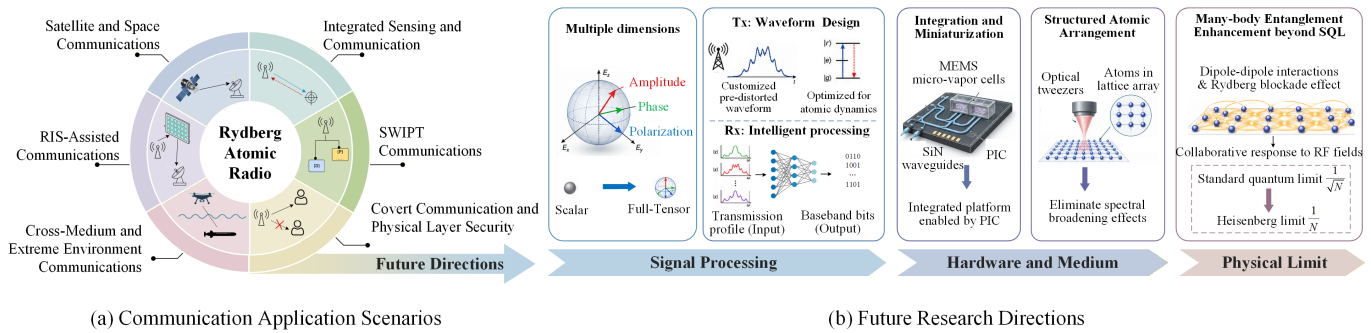 Satellite and Space
Communications
Integrated Sensing and
Communication
RIS-Assisted
Communications
Rydberg
Atomic
Radio
SWIPT
Communications
[I]
[P]
Cross-Medium and
Extreme Environment
Communications
Covert Communication and
Physical Layer Security
Future Directions
(a) Communication Application Scenarios
Multiple dimensions
E_z
Amplitude
Phase
Polarization
E_x
E_y
Scalar
Full-Tensor
Tx: Waveform Design
t
|r⟩
|e⟩
|g⟩
Customized
pre-distorted
waveform
Optimized for
atomic dynamics
Rx: Intelligent processing
0110
1001
...
1101
Transmission
profile (Input)
Baseband bits
(Output)
Signal Processing
Integration and
Miniaturization
MEMS
micro-vapor cells
SiN
waveguides
PIC
Integrated platform
enabled by PIC
Structured Atomic
Arrangement
Optical
tweezers
Atoms in
lattice array
Eliminate spectral
broadening effects
Hardware and Medium
Many-body Entanglement
Enhancement beyond SQL
Dipole-dipole interactions
& Rydberg blockade effect
Collaborative response to RF fields
Standard quantum limit 1/√N
Heisenberg limit 1/N
Physical Limit
(b) Future Research Directions